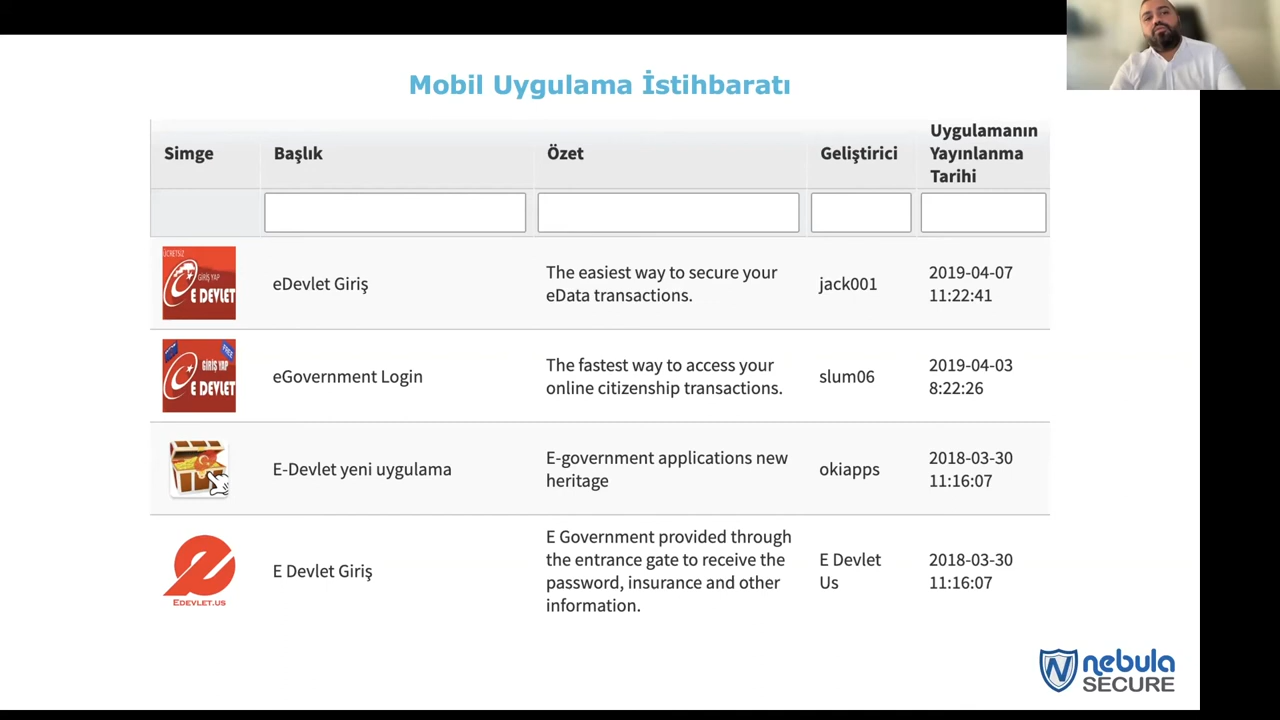 Mobil Uygulama İstihbaratı
Simge
Başlık
Özet
Geliştirici
Uygulamanın
Yayınlanma
Tarihi
ÜCRETSİZ
GİRİŞ YAP
E DEVLET
eDevlet Giriş
The easiest way to secure your
eData transactions.
jack001
2019-04-07
11:22:41
FREE
GİRİŞ YAP
E DEVLET
eGovernment Login
The fastest way to access your
online citizenship transactions.
slum06
2019-04-03
8:22:26
E-Devlet yeni uygulama
E-government applications new
heritage
okiapps
2018-03-30
11:16:07
EDEVLET.US
E Devlet Giriş
E Government provided through
the entrance gate to receive the
password, insurance and other
information.
E Devlet
Us
2018-03-30
11:16:07
N nebula
SECURE